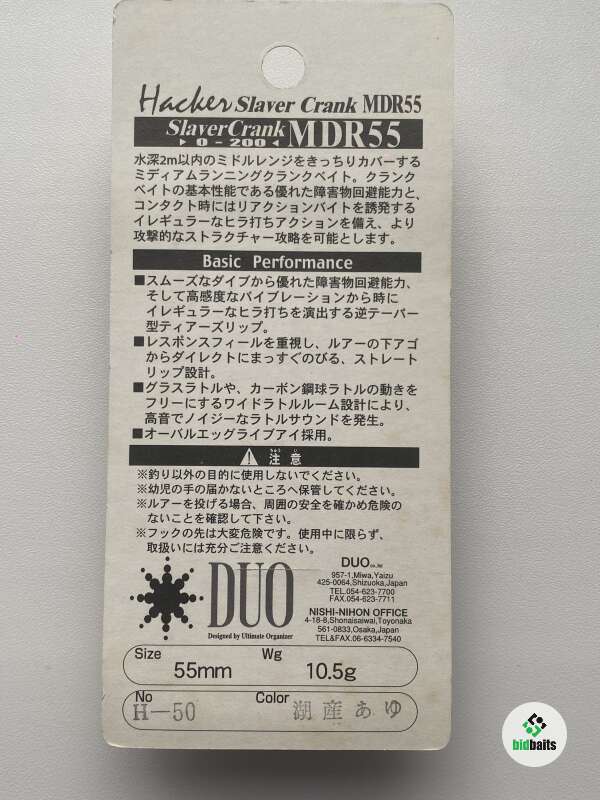 Hacker Slaver Crank MDR55
SlaverCrank MDR55
▶ 0 - 200 ◀
水深2m以内のミドルレンジをきっちりカバーする
ミディアムランニングクランクベイト。クランク
ベイトの基本性能である優れた障害物回避能力と、
コンタクト時にはリアクションバイトを誘発する
イレギュラーなヒラ打ちアクションを備え、より
攻撃的なストラクチャー攻略を可能とします。
Basic Performance
■スムーズなダイブから優れた障害物回避能力、
そして高感度なバイブレーションから時に
イレギュラーなヒラ打ちを演出する逆テーパー
型ティアーズリップ。
■レスポンスフィールを重視し、ルアーの下アゴ
からダイレクトにまっすぐのびる、ストレート
リップ設計。
■グラスラトルや、カーボン鋼球ラトルの動きを
フリーにするワイドラトルルーム設計により、
高音でノイジーなラトルサウンドを発生。
■オーバルエッグライブアイ採用。
注意
※釣り以外の目的に使用しないでください。
※幼児の手の届かないところへ保管してください。
※ルアーを投げる場合、周囲の安全を確かめ危険の
ないことを確認して下さい。
※フックの先は大変危険です。使用中に限らず、
取扱いには充分ご注意ください。
DUO
Designed by Ultimate Organizer
DUO CO.,ltd
957-1,Miwa,Yaizu
425-0064,Shizuoka,Japan
TEL.054-623-7700
FAX.054-623-7711
NISHI-NIHON OFFICE
4-18-8,Shonaisaiwai,Toyonaka
561-0833,Osaka,Japan
TEL&FAX.06-6334-7540
Size 55mm Wg 10.5g
No H-50 Color 湖産あゆ
bidbaits